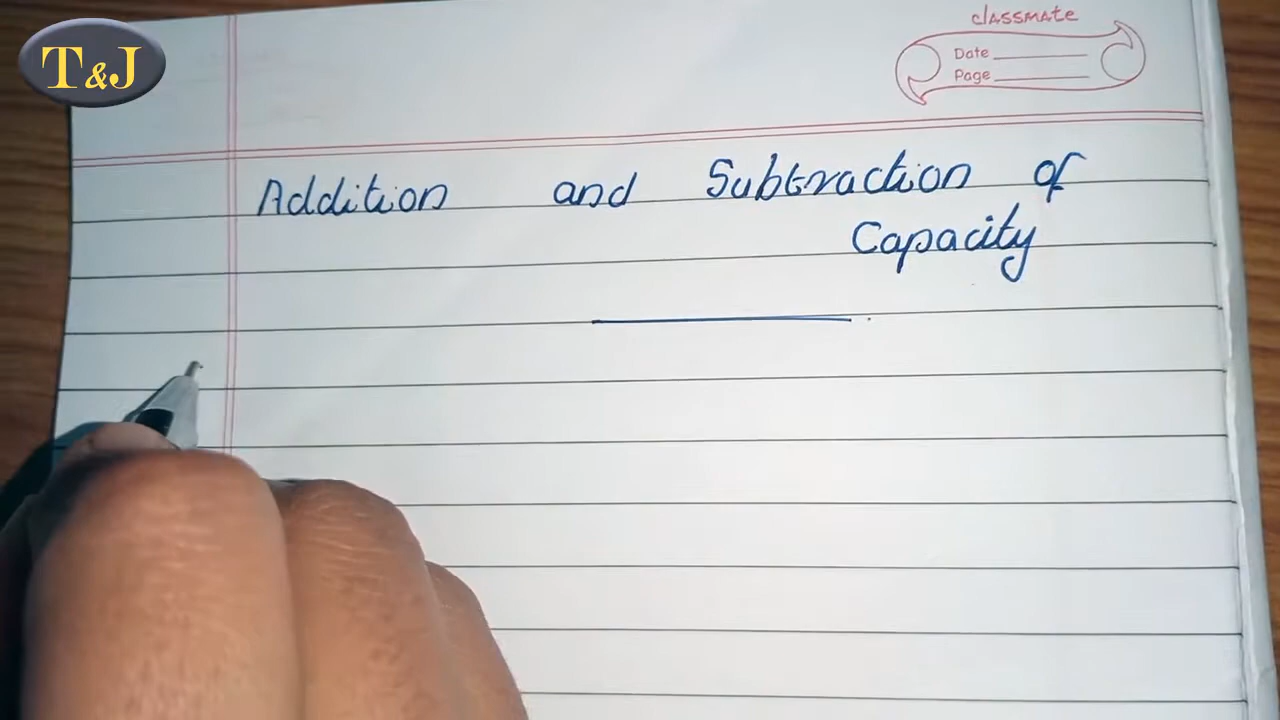 T&J
classmate
Date
Page
Addition and Subtraction of
Capacity